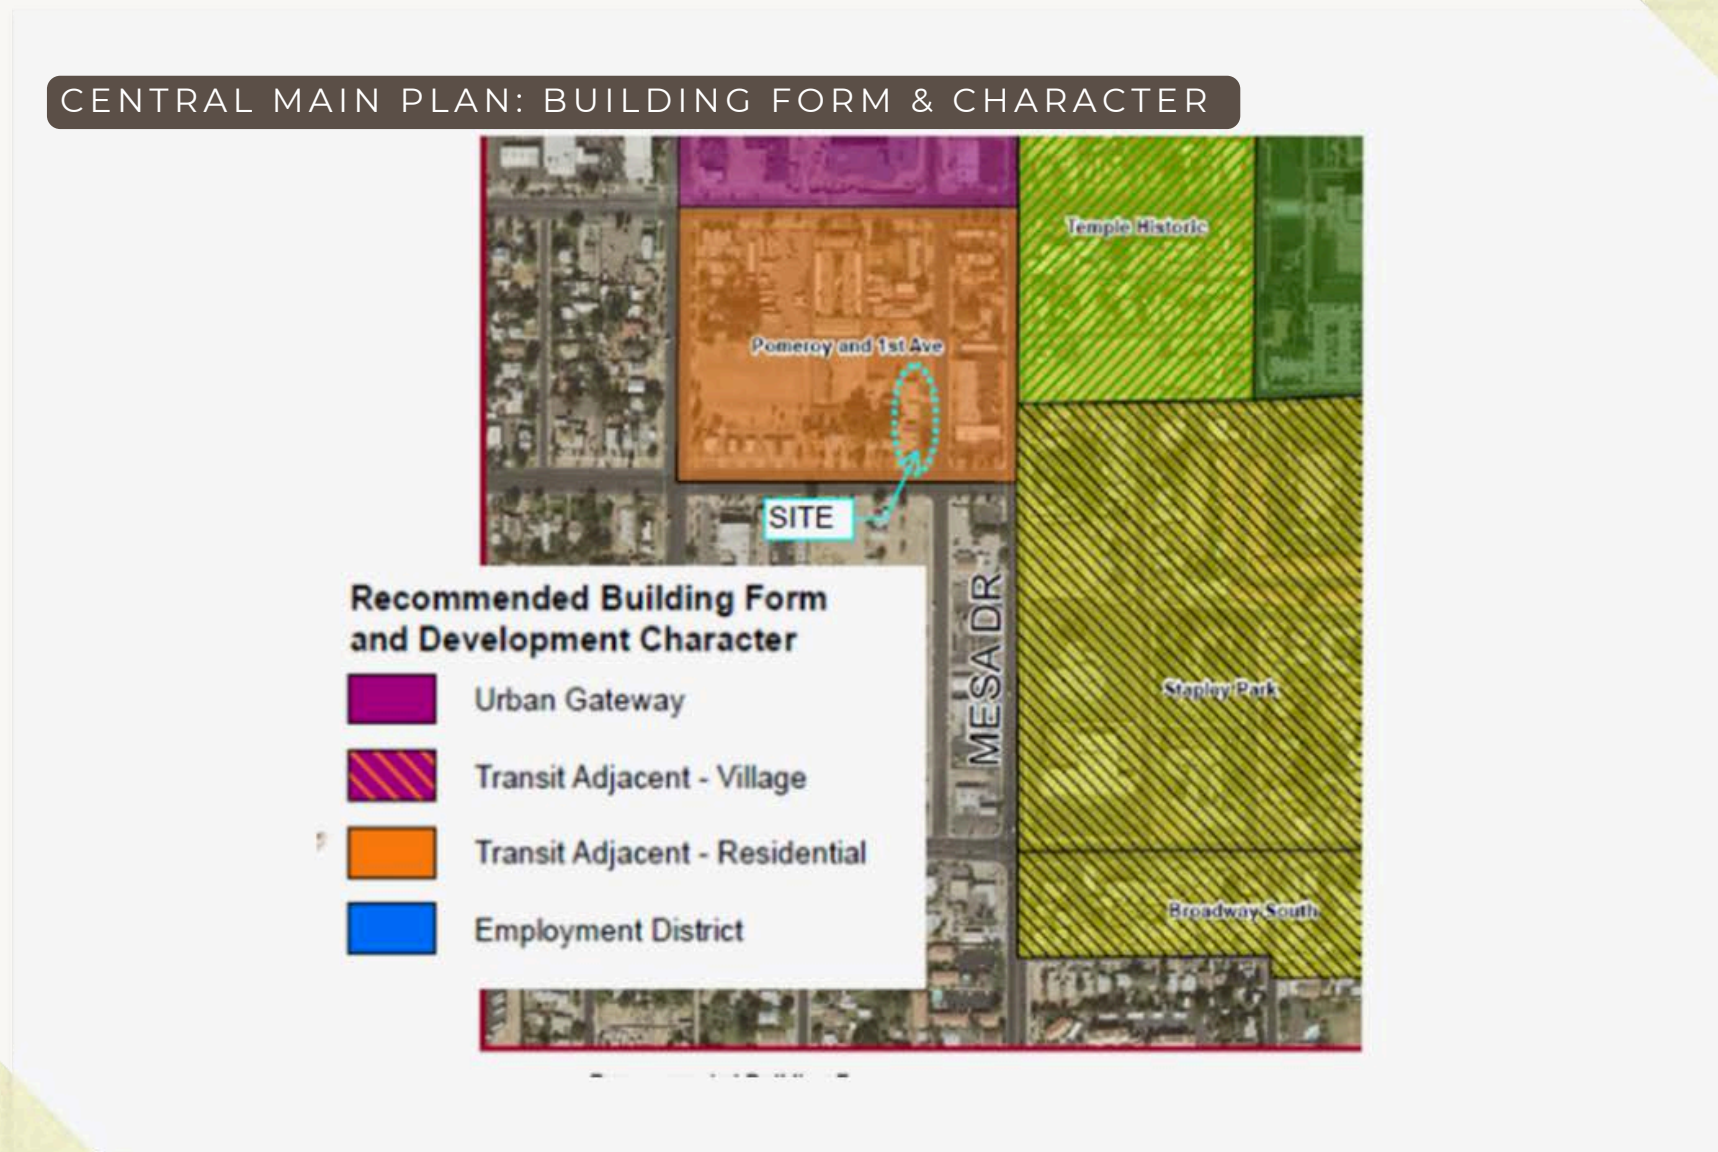 CENTRAL MAIN PLAN: BUILDING FORM & CHARACTER
Temple Historic
Pomeroy and 1st Ave
SITE
MESA DR
Recommended Building Form
and Development Character
Urban Gateway
Transit Adjacent - Village
Transit Adjacent - Residential
Employment District
Stapley Park
Broadway South